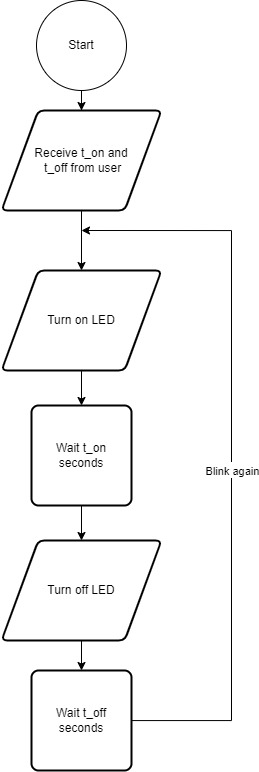 Start
Receive t_on and
t_off from user
Turn on LED
Wait t_on
seconds
Blink again
Turn off LED
Wait t_off
seconds